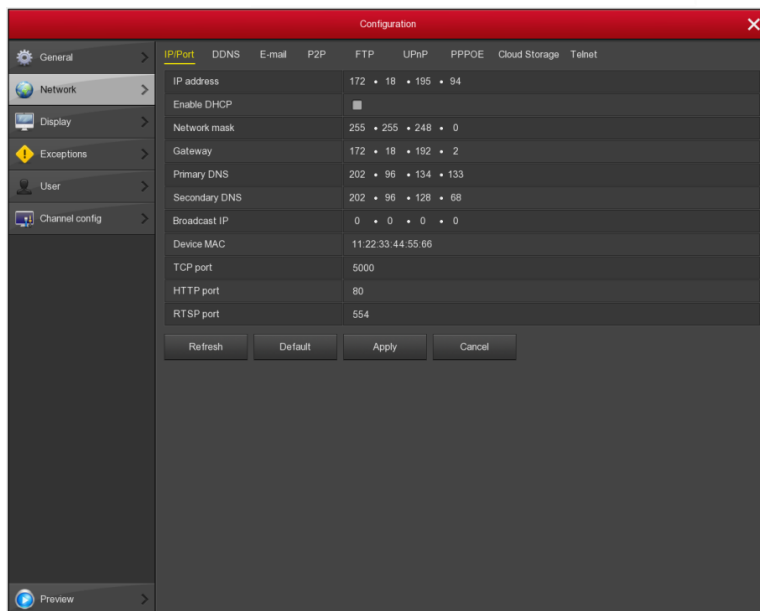 Configuration
General
Network
Display
Exceptions
User
Channel config
Preview
IP/Port DDNS E-mail P2P FTP UPnP PPPOE Cloud Storage Telnet
IP address 172 • 18 • 195 • 94
Enable DHCP
Network mask 255 • 255 • 248 • 0
Gateway 172 • 18 • 192 • 2
Primary DNS 202 • 96 • 134 • 133
Secondary DNS 202 • 96 • 128 • 68
Broadcast IP 0 • 0 • 0 • 0
Device MAC 11:22:33:44:55:66
TCP port 5000
HTTP port 80
RTSP port 554
Refresh Default Apply Cancel